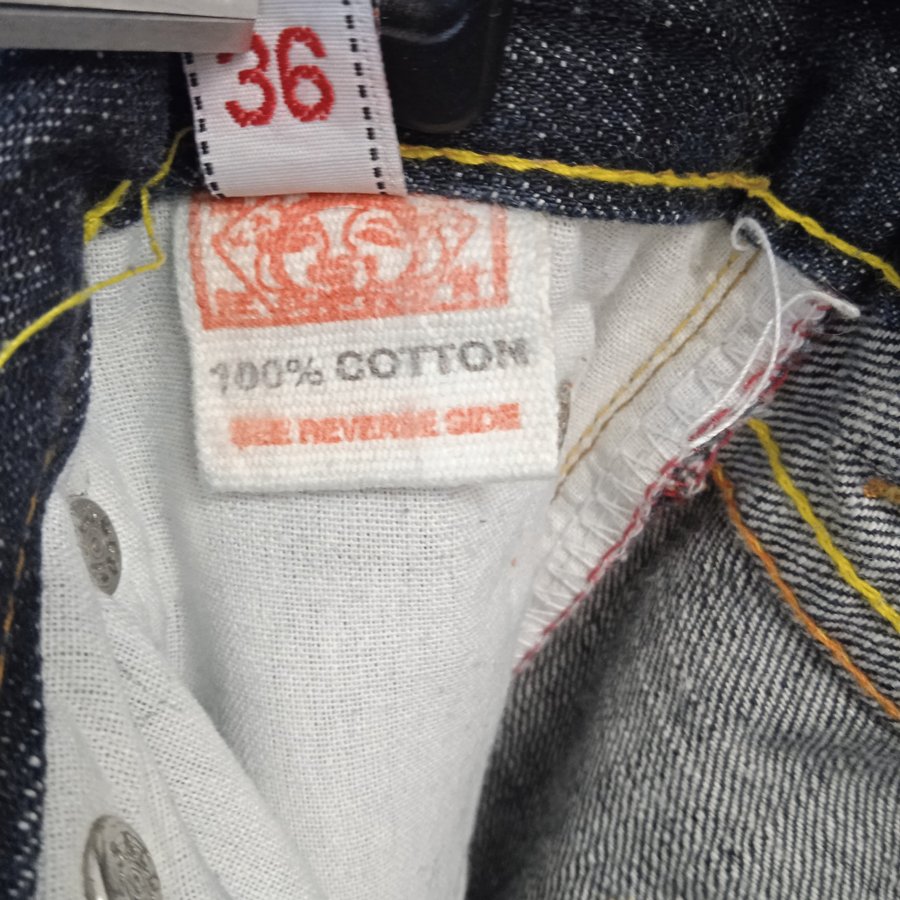 36
100% COTTON
SEE REVERSE SIDE